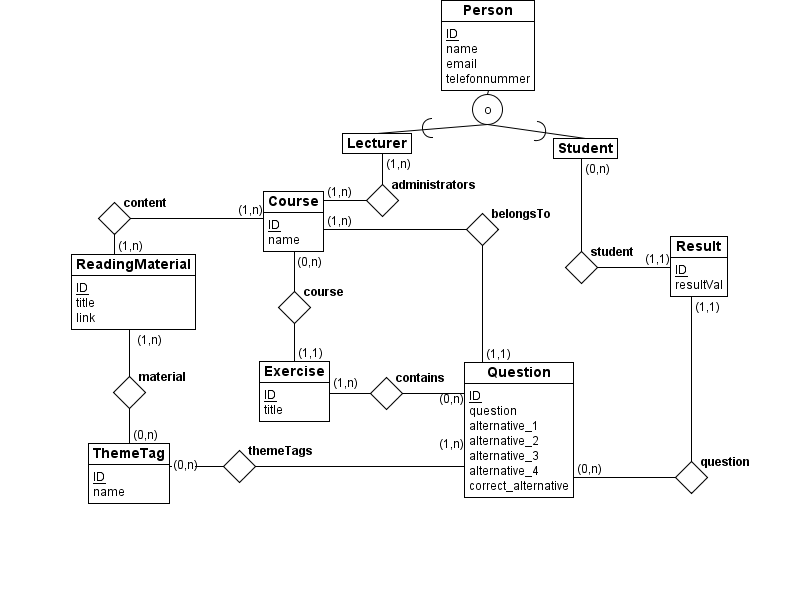 Person
ID
name
email
telefonnummer
o
Lecturer
Student
(1,n)
(0,n)
administrators
content
(1,n)
Course
(1,n)
(1,n)
ID
name
belongsTo
(1,n)
ReadingMaterial
ID
title
link
(0,n)
student
(1,1)
Result
ID
resultVal
course
(1,1)
(1,n)
(1,1)
(1,1)
Exercise
ID
title
(1,n)
contains
(0,n)
Question
ID
question
alternative_1
alternative_2
alternative_3
alternative_4
correct_alternative
material
(0,n)
ThemeTag
ID
name
(0,n)
themeTags
(1,n)
(0,n)
question